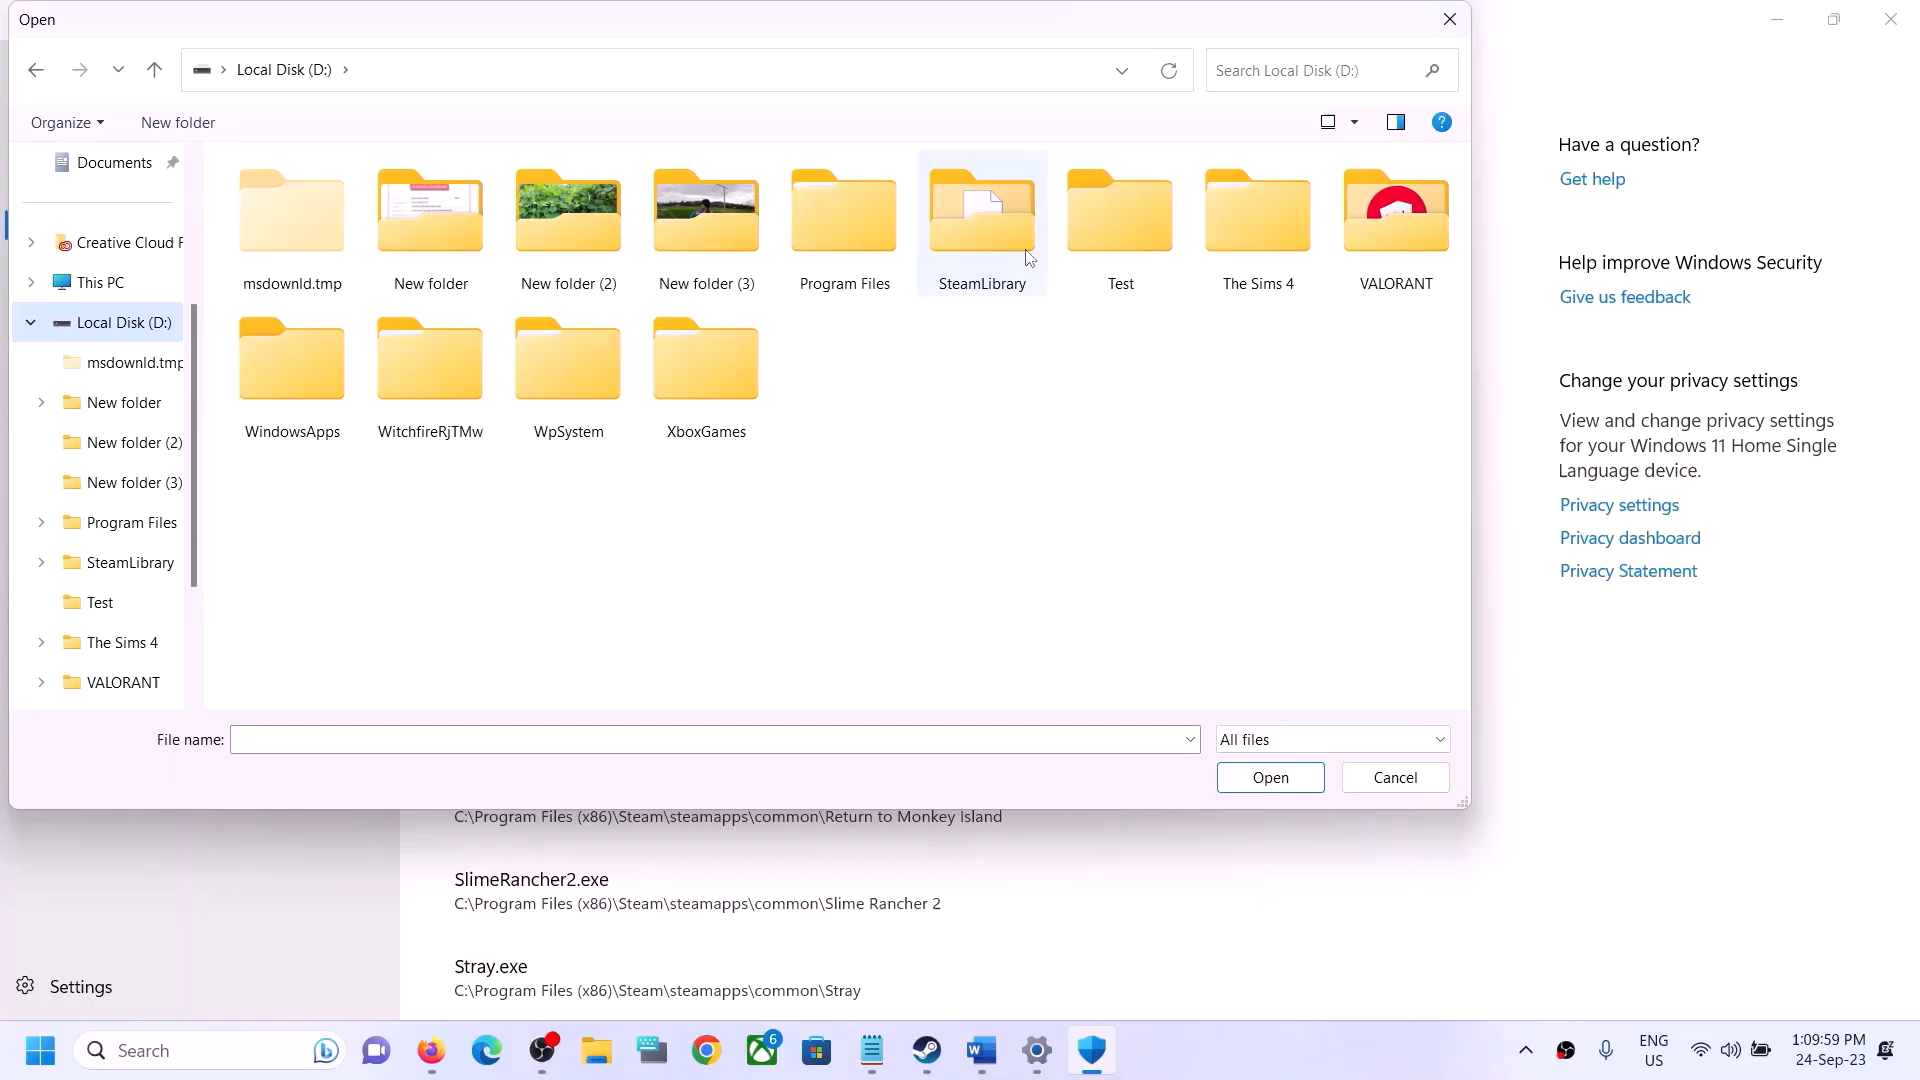 Open
Local Disk (D:)
Search Local Disk (D:)
Organize
New folder
Documents
Creative Cloud F
This PC
Local Disk (D:)
msdownld.tmp
New folder
New folder (2)
New folder (3)
Program Files
SteamLibrary
Test
The Sims 4
VALORANT
msdownld.tmp
New folder
New folder (2)
New folder (3)
Program Files
SteamLibrary
Test
The Sims 4
VALORANT
WindowsApps
WitchfireRjTMw
WpSystem
XboxGames
File name:
All files
Open
Cancel
Have a question?
Get help
Help improve Windows Security
Give us feedback
Change your privacy settings
View and change privacy settings
for your Windows 11 Home Single
Language device.
Privacy settings
Privacy dashboard
Privacy Statement
C:\Program Files (x86)\Steam\steamapps\common\Return to Monkey Island
SlimeRancher2.exe
C:\Program Files (x86)\Steam\steamapps\common\Slime Rancher 2
Stray.exe
C:\Program Files (x86)\Steam\steamapps\common\Stray
Settings
Search
6
ENG
US
1:09:59 PM
24-Sep-23